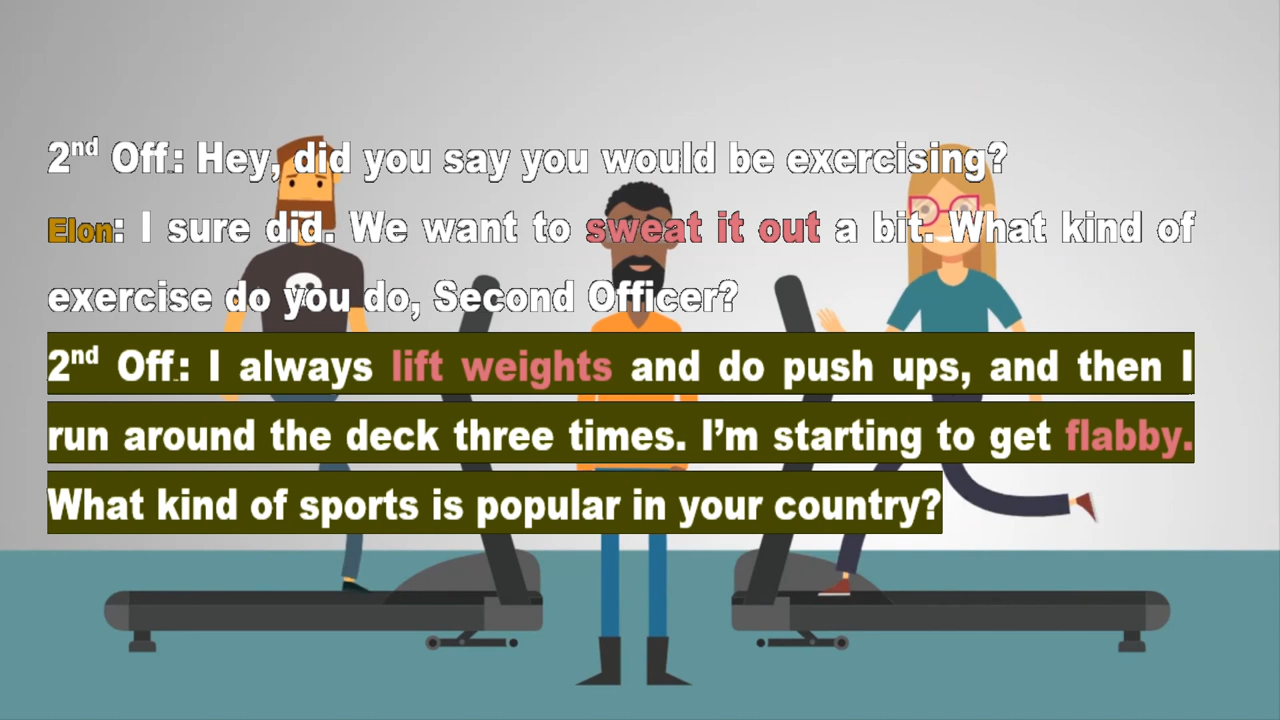 2nd Off.: Hey, did you say you would be exercising?
Elon: I sure did. We want to sweat it out a bit. What kind of
exercise do you do, Second Officer?
2nd Off.: I always lift weights and do push ups, and then I
run around the deck three times. I’m starting to get flabby.
What kind of sports is popular in your country?